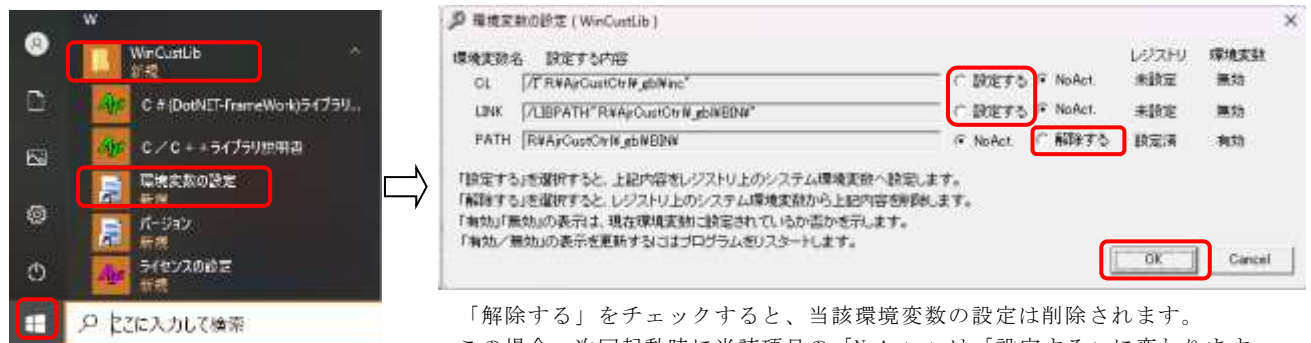 W
WinCustLib
新規
C #(DotNET-FrameWork)ライブラリ...
C／C++ライブラリ説明書
環境変数の設定
新規
バージョン
新規
ライセンスの設定
新規
ここに入力して検索
環境変数の設定 ( WinCustLib )
環境変数名 設定する内容 レジストリ 環境変数
CL 設定する NoAct. 未設定 無効
LINK 設定する NoAct. 未設定 無効
PATH NoAct. 解除する 設定済 有効
「設定する」を選択すると、上記内容をレジストリ上のシステム環境変数へ設定します。
「解除する」を選択すると、レジストリ上のシステム環境変数から上記内容を削除します。
「有効」「無効」の表示は、現在環境変数に設定されているか否かを示します。
「有効／無効」の表示を更新するにはプログラムをリスタートします。
OK Cancel
「解除する」をチェックすると、当該環境変数の設定は削除されます。